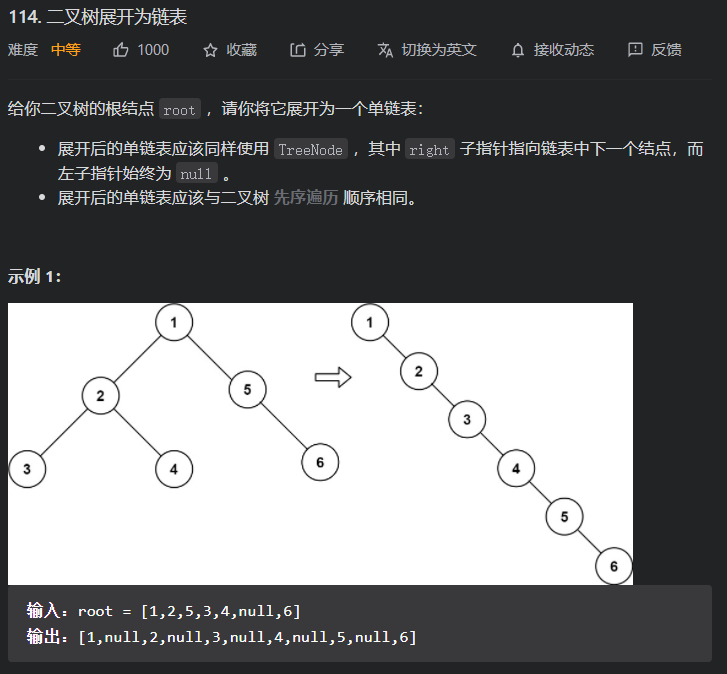 114. 二叉树展开为链表
难度 中等 1000 收藏 分享 切换为英文 接收动态 反馈
给你二叉树的根结点 root ，请你将它展开为一个单链表：
展开后的单链表应该同样使用 TreeNode ，其中 right 子指针指向链表中下一个结点，而
左子指针始终为 null 。
展开后的单链表应该与二叉树 先序遍历 顺序相同。
示例 1：
1
2 5
3 4 6
1
2
3
4
5
6
输入：root = [1,2,5,3,4,null,6]
输出：[1,null,2,null,3,null,4,null,5,null,6]